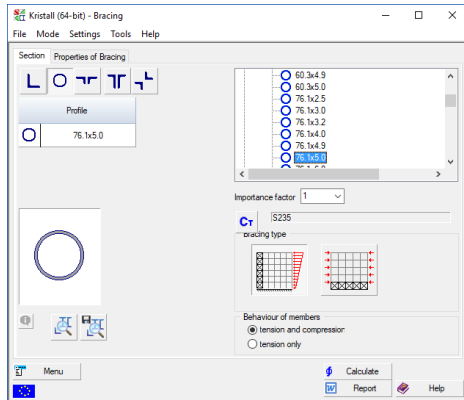 Kristall (64-bit) - Bracing
File Mode Settings Tools Help
Section Properties of Bracing
Profile
76.1x5.0
60.3x4.9
60.3x5.0
76.1x2.5
76.1x3.0
76.1x3.2
76.1x4.0
76.1x4.9
76.1x5.0
Importance factor 1
CT S235
Bracing type
Behaviour of members
tension and compression
tension only
Menu
Calculate
W Report Help